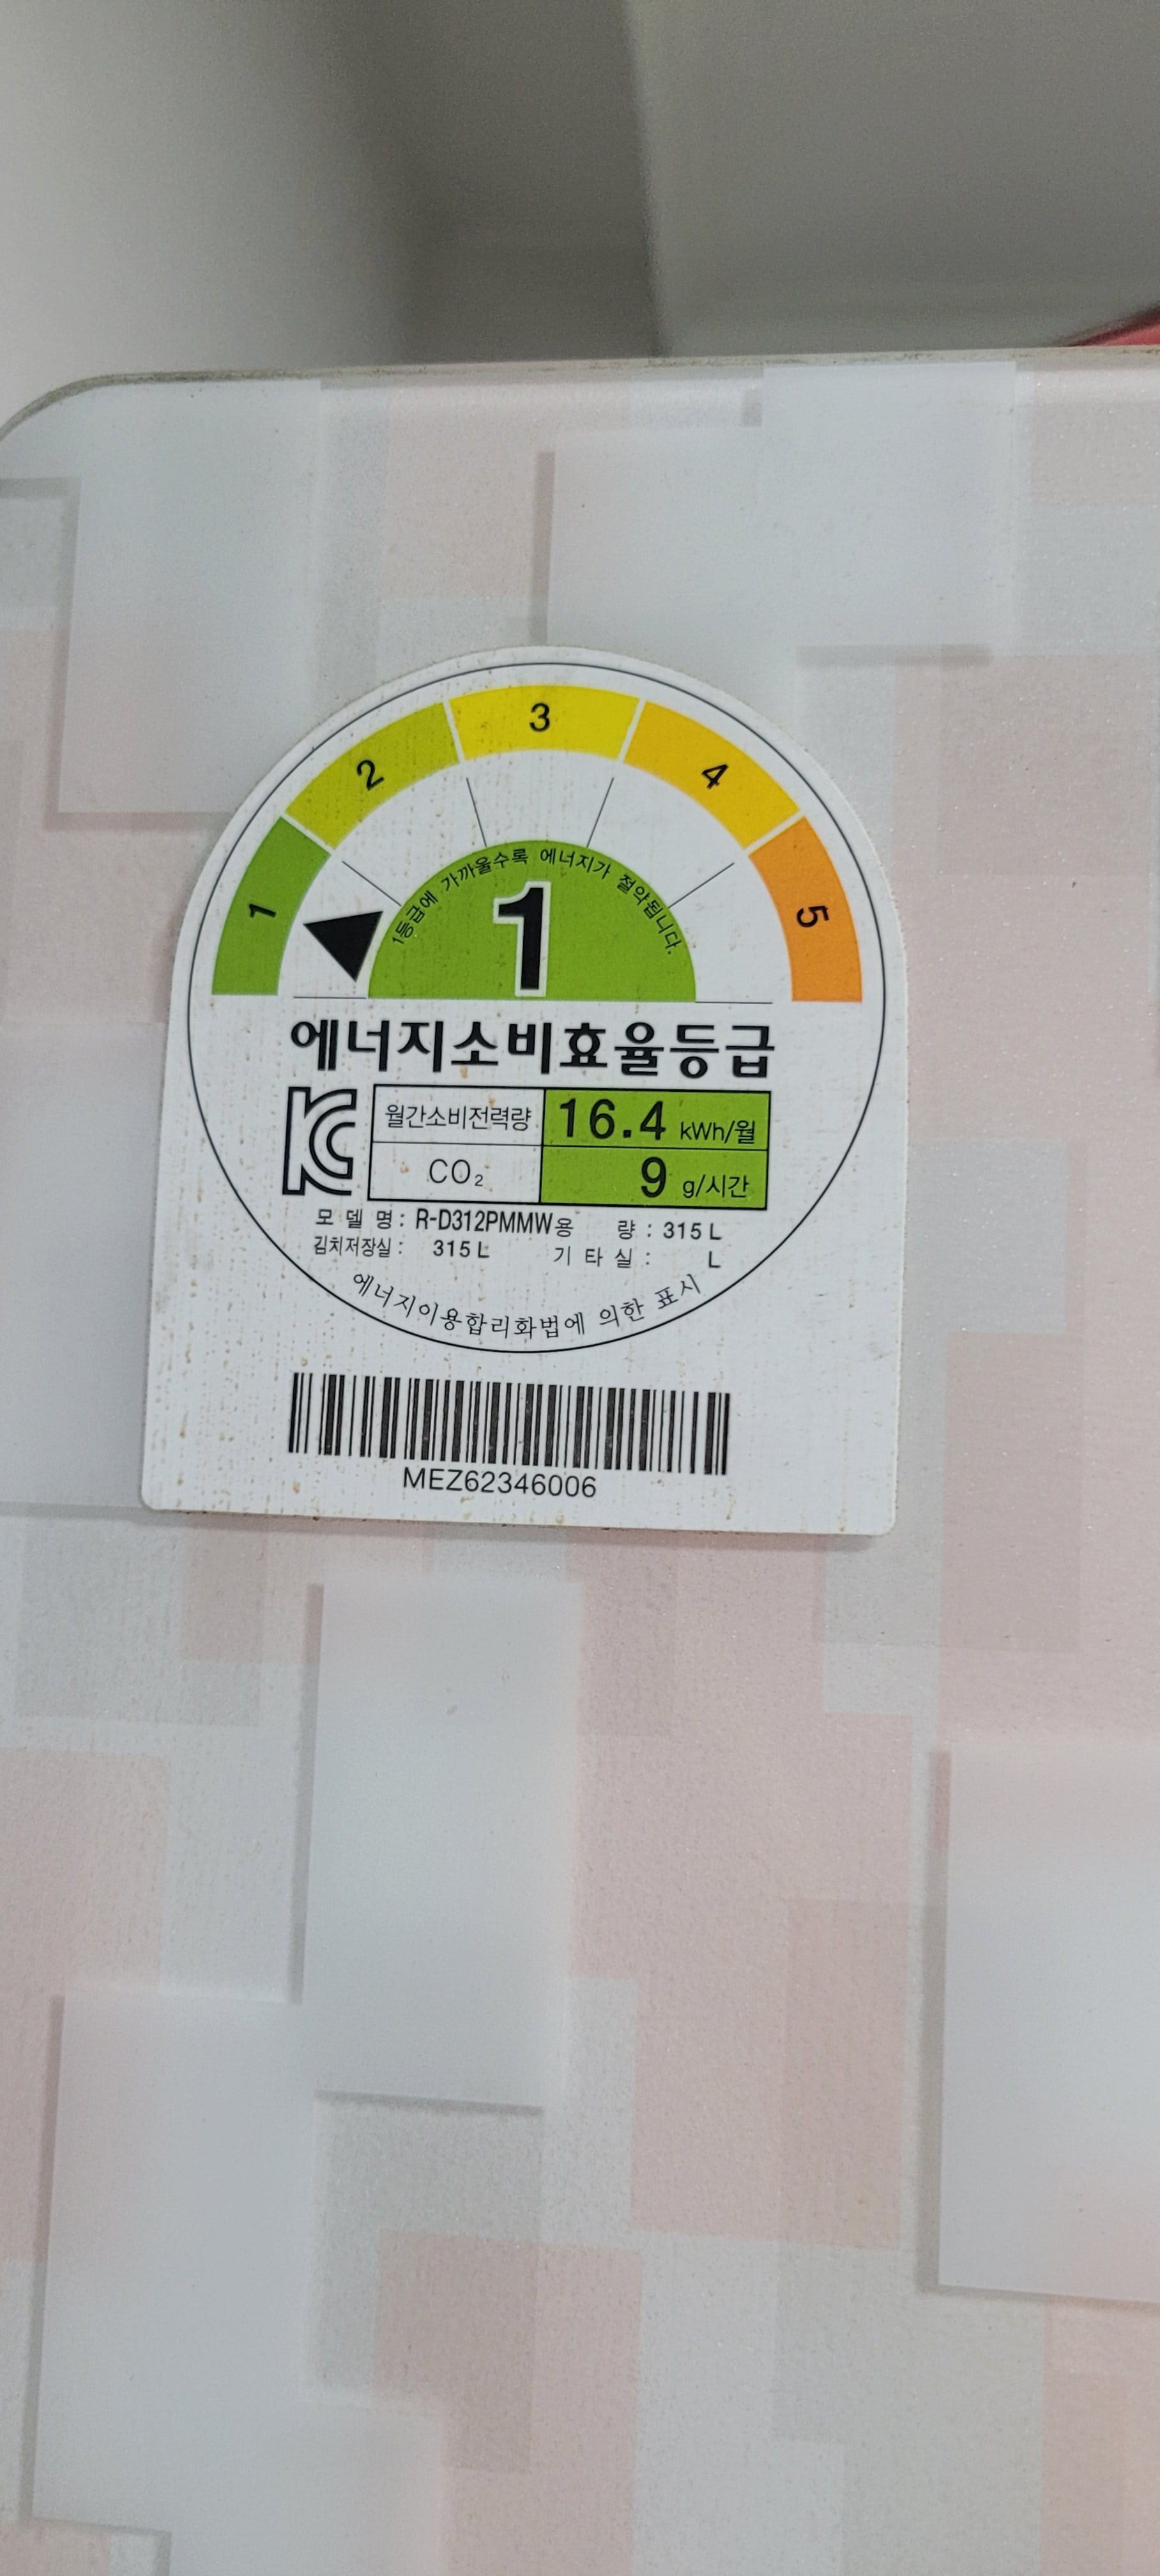 1 2 3 4 5
1등급에 가까울수록 에너지가 절약됩니다.
1
에너지소비효율등급
월간소비전력량 16.4 kWh/월
CO₂ 9 g/시간
모 델 명 : R-D312PMMW 용 량 : 315 L
김치저장실 : 315 L 기 타 실 : L
에너지이용합리화법에 의한 표시
MEZ62346006